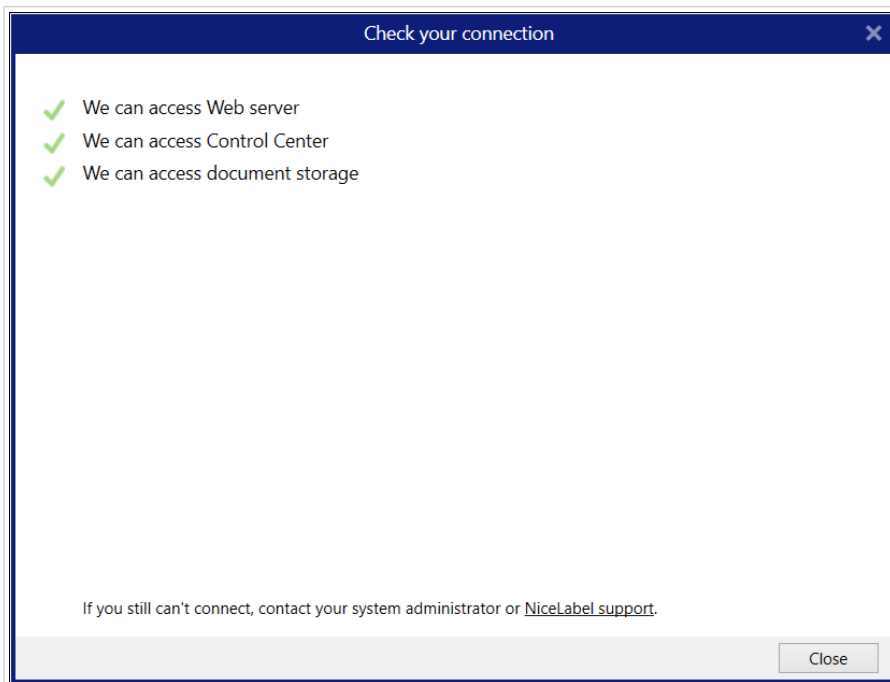 Check your connection
We can access Web server
We can access Control Center
We can access document storage
If you still can't connect, contact your system administrator or NiceLabel support.
Close